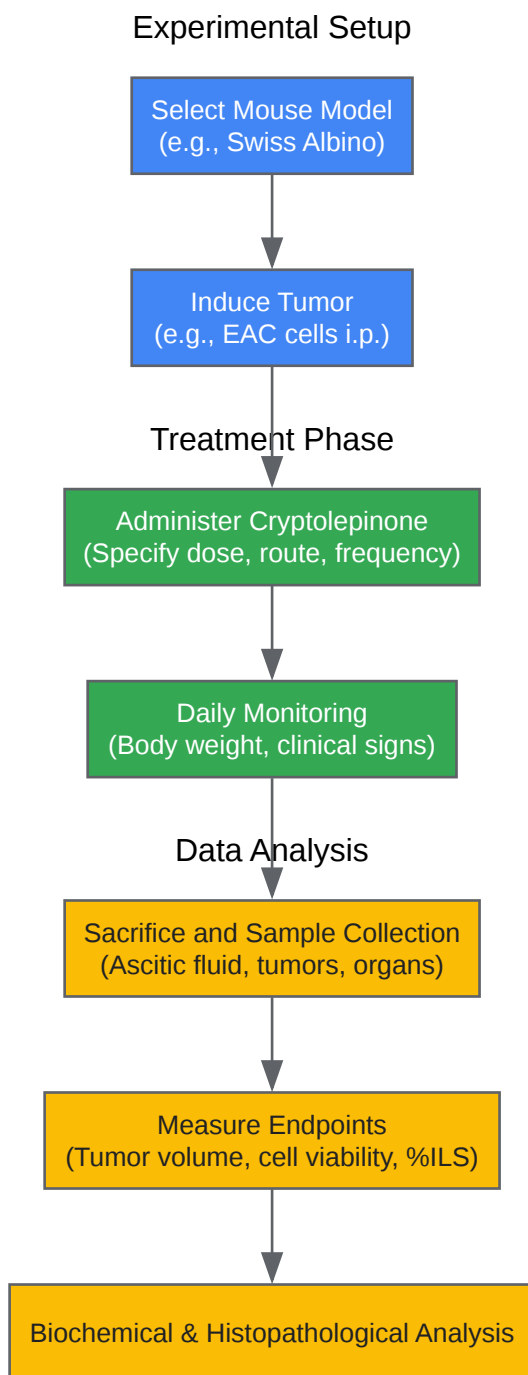 Experimental Setup
Select Mouse Model
(e.g., Swiss Albino)
Induce Tumor
(e.g., EAC cells i.p.)
Treatment Phase
Administer Cryptolepinone
(Specify dose, route, frequency)
Daily Monitoring
(Body weight, clinical signs)
Data Analysis
Sacrifice and Sample Collection
(Ascitic fluid, tumors, organs)
Measure Endpoints
(Tumor volume, cell viability, %ILS)
Biochemical & Histopathological Analysis